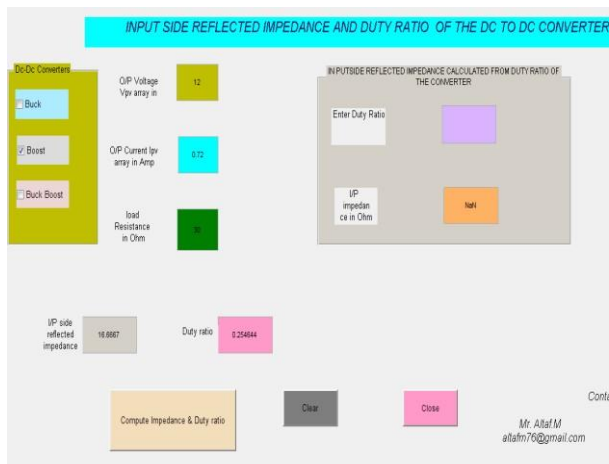 INPUT SIDE REFLECTED IMPEDANCE AND DUTY RATIO OF THE DC TO DC CONVERTER
Dc-Dc Converters
Buck
Boost
Buck Boost
O/P Voltage
Vpv array in
12
O/P Current Ipv
array in Amp
0.72
load
Resistance
in Ohm
30
IN PUTSIDE REFLECTED IMPEDANCE CALCULATED FROM DUTY RATIO OF
THE CONVERTER
Enter Duty Ratio
I/P
impedan
ce in Ohm
NaN
I/P side
reflected
impedance
16.6667
Duty ratio
0.254644
Compute Impedance & Duty ratio
Clear
Close
Conta
Mr. Altaf.M
altafm76@gmail.com